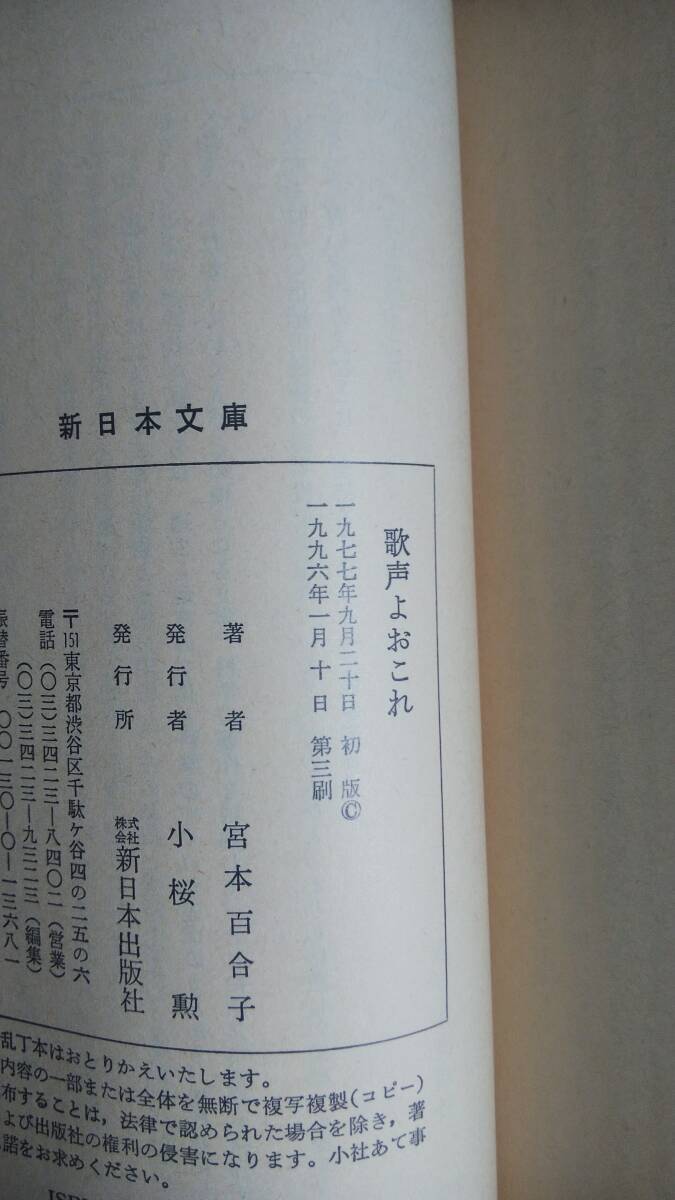 新日本文庫
歌声よおこれ
一九七七年九月二十日 初 版©
一九九六年一月十日 第三刷
著 者 宮本百合子
発行者 小桜 勲
発行所 株式会社 新日本出版社
〒151東京都渋谷区千駄ヶ谷四の二五の六
電話(〇三)三四二三―八四〇二(営業)
(〇三)三四二三―九三二三(編集)
振替番号 〇〇一三〇―〇―一三六八一
乱丁本はおとりかえいたします。
内容の一部または全体を無断で複写複製(コピー)
布することは,法律で認められた場合を除き,著
よび出版社の権利の侵害になります。小社あて事
諾をお求めください。